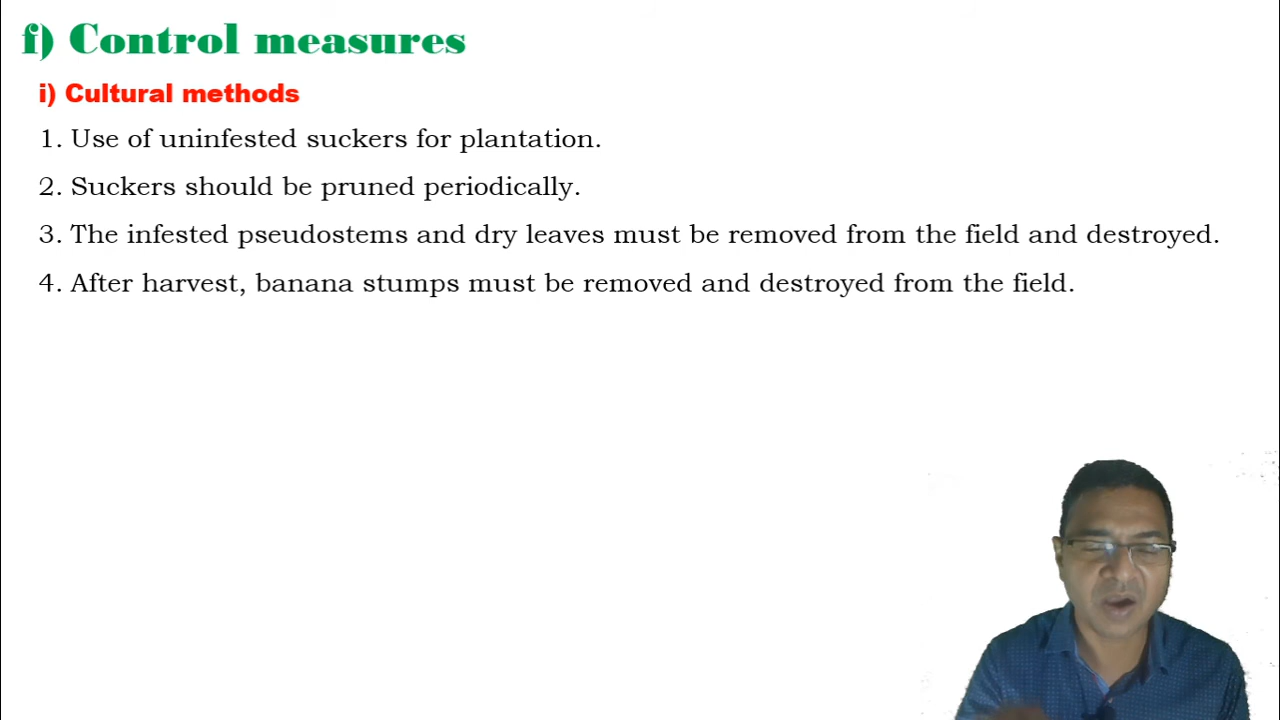 f) Control measures
i) Cultural methods
1. Use of uninfested suckers for plantation.
2. Suckers should be pruned periodically.
3. The infested pseudostems and dry leaves must be removed from the field and destroyed.
4. After harvest, banana stumps must be removed and destroyed from the field.